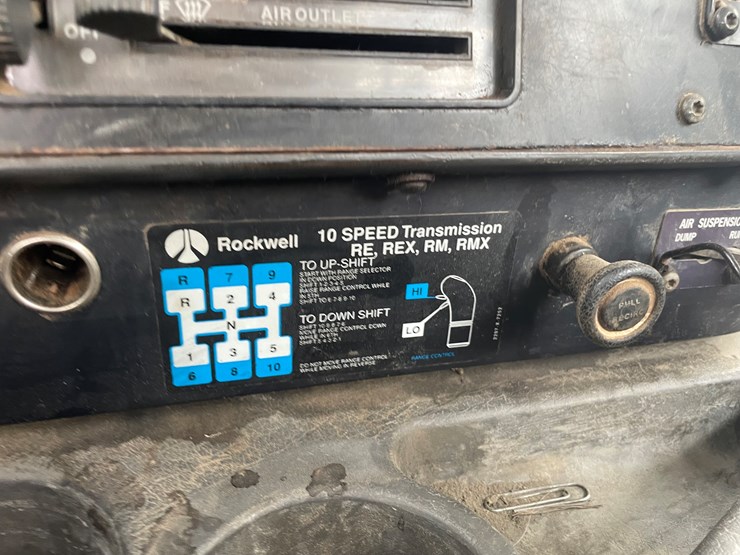 F
AIR OUTLET
Rockwell
10 SPEED Transmission
RE, REX, RM, RMX
R 7 9
R 2 4
N
1 3 5
6 8 10
TO UP-SHIFT
START WITH RANGE SELECTOR
IN DOWN POSITION
SHIFT 1-2-3-4-5
RAISE RANGE CONTROL WHILE
IN 5TH
SHIFT TO 6-7-8-9-10
TO DOWN SHIFT
SHIFT 10-9-8-7-6
MOVE RANGE CONTROL DOWN
WHILE IN 6TH
SHIFT 5-4-3-2-1
DO NOT MOVE RANGE CONTROL
WHILE MOVING IN REVERSE
HI
LO
RANGE CONTROL
PULL
AIR SUSPENSIO
DUMP